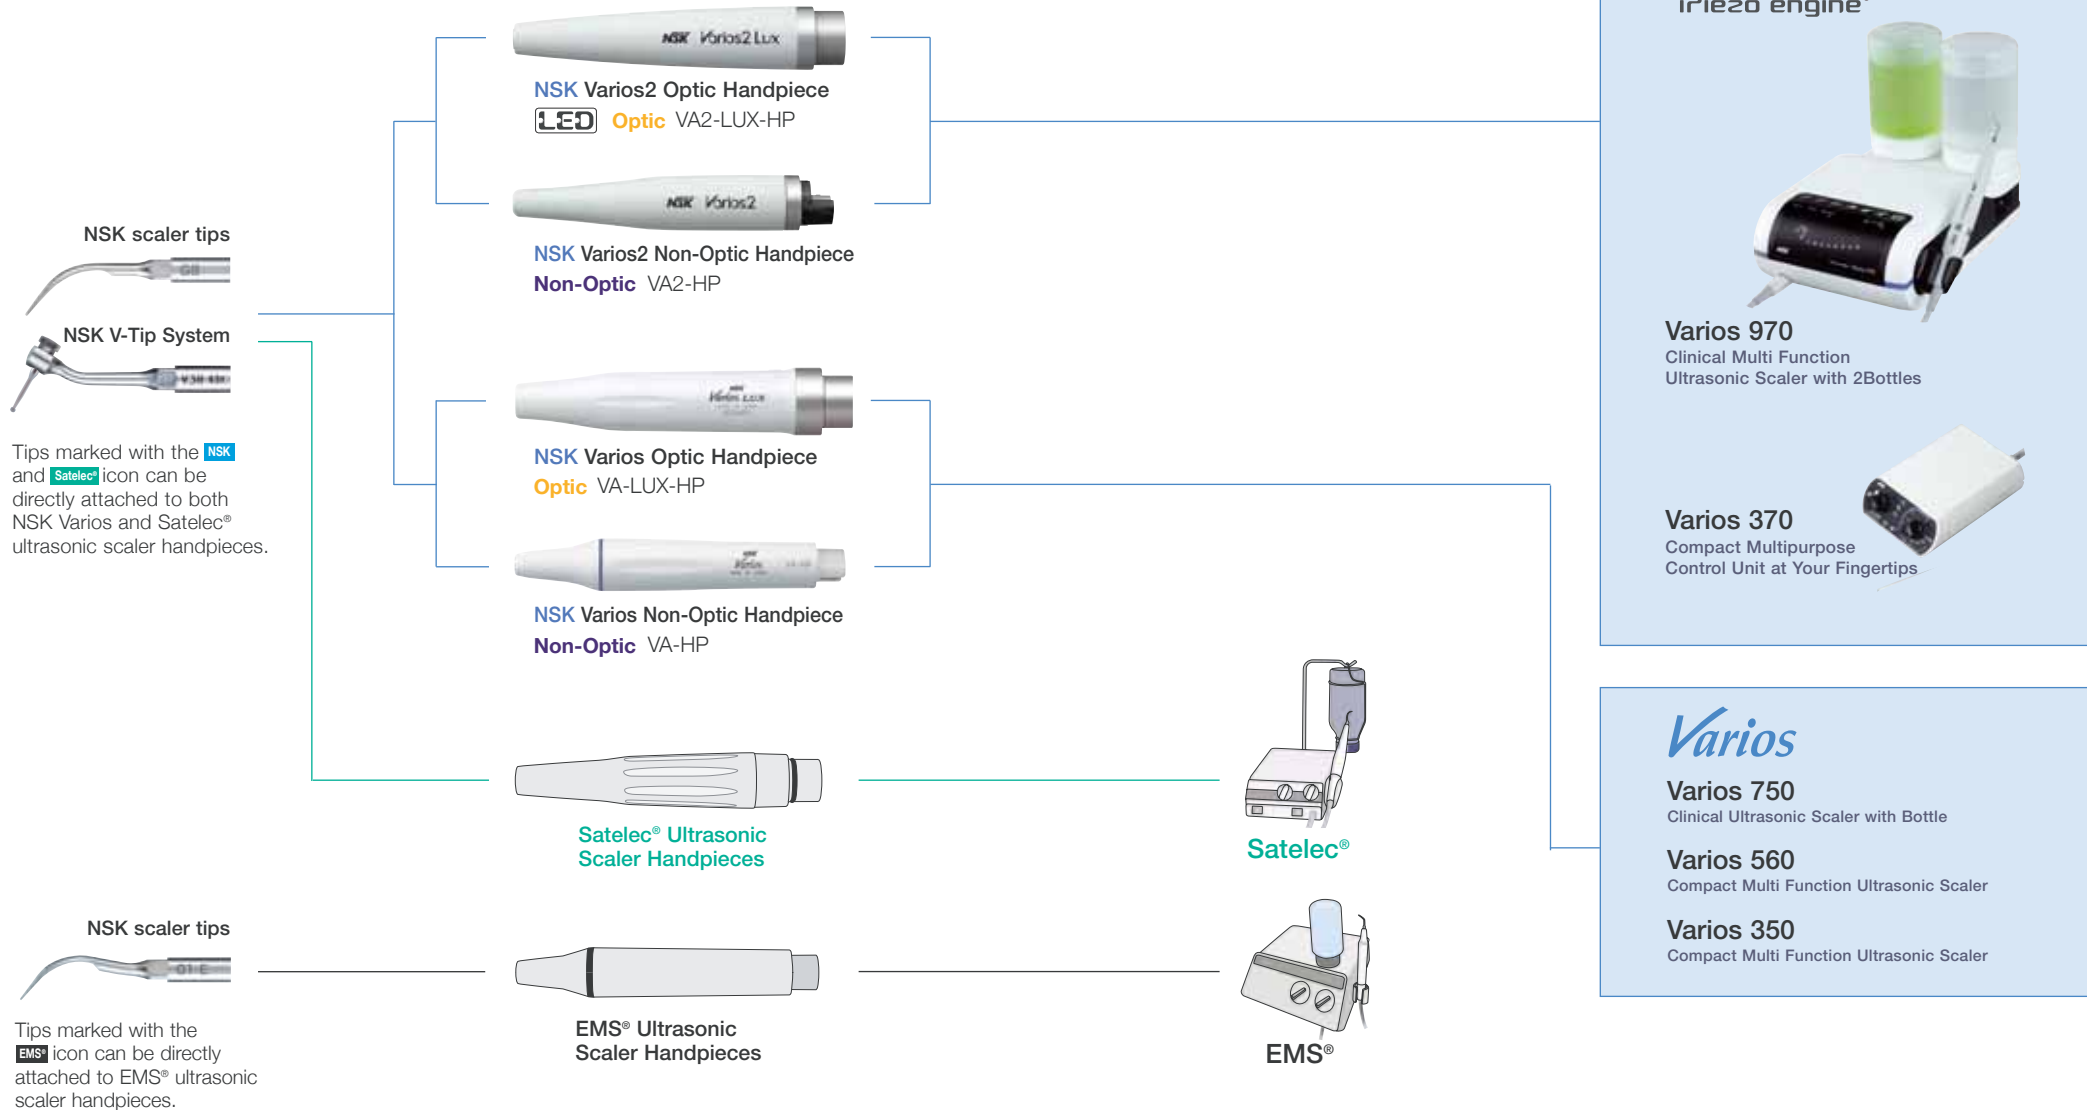 iPiezo engine
NSK Varios2 Lux
NSK Varios2 Optic Handpiece
LED Optic VA2-LUX-HP
NSK Varios2
NSK Varios2 Non-Optic Handpiece
Non-Optic VA2-HP
NSK scaler tips
G8
NSK V-Tip System
Tips marked with the NSK
and Satelec® icon can be
directly attached to both
NSK Varios and Satelec®
ultrasonic scaler handpieces.
NSK
Varios LUX
NSK Varios Optic Handpiece
Optic VA-LUX-HP
NSK
Varios
NSK Varios Non-Optic Handpiece
Non-Optic VA-HP
Satelec® Ultrasonic
Scaler Handpieces
Satelec®
NSK scaler tips
G1-E
Tips marked with the
EMS® icon can be directly
attached to EMS® ultrasonic
scaler handpieces.
EMS® Ultrasonic
Scaler Handpieces
EMS®
Varios 970
Clinical Multi Function
Ultrasonic Scaler with 2Bottles
Varios 370
Compact Multipurpose
Control Unit at Your Fingertips
Varios
Varios 750
Clinical Ultrasonic Scaler with Bottle
Varios 560
Compact Multi Function Ultrasonic Scaler
Varios 350
Compact Multi Function Ultrasonic Scaler